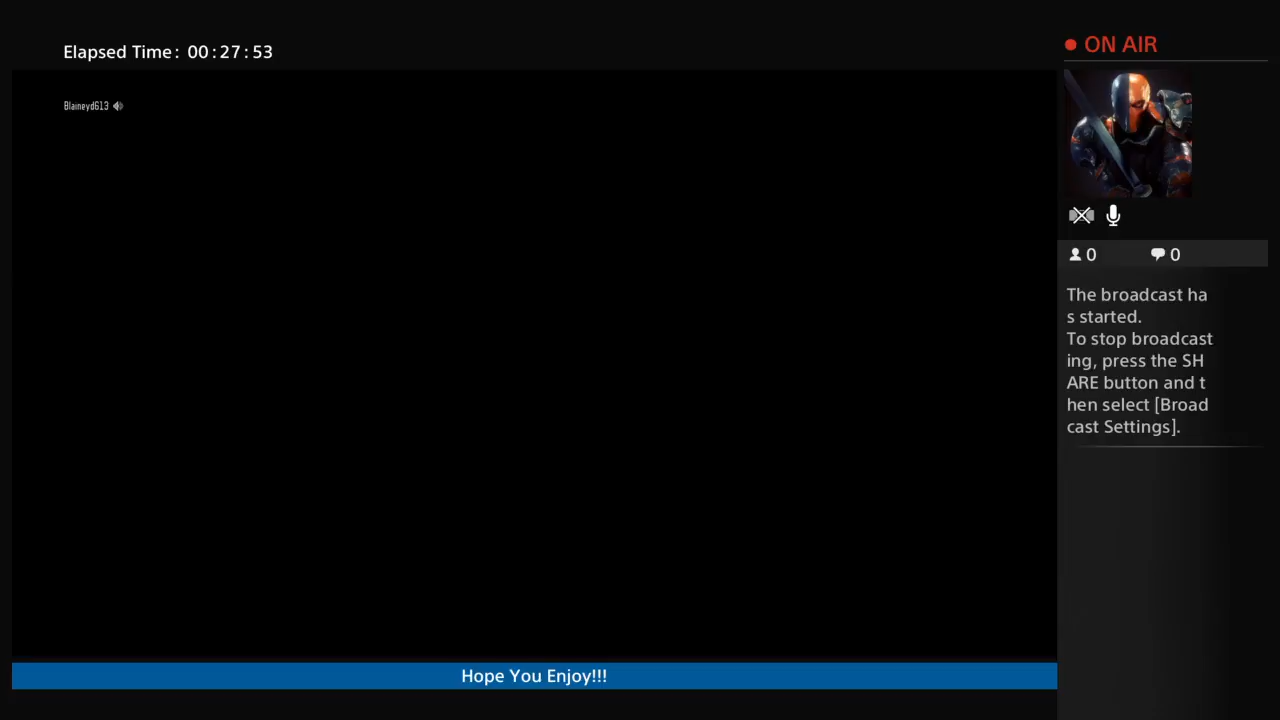 Elapsed Time: 00:27:53
ON AIR
Blaineyd613
0 0
The broadcast ha
s started.
To stop broadcast
ing, press the SH
ARE button and t
hen select [Broad
cast Settings].
Hope You Enjoy!!!